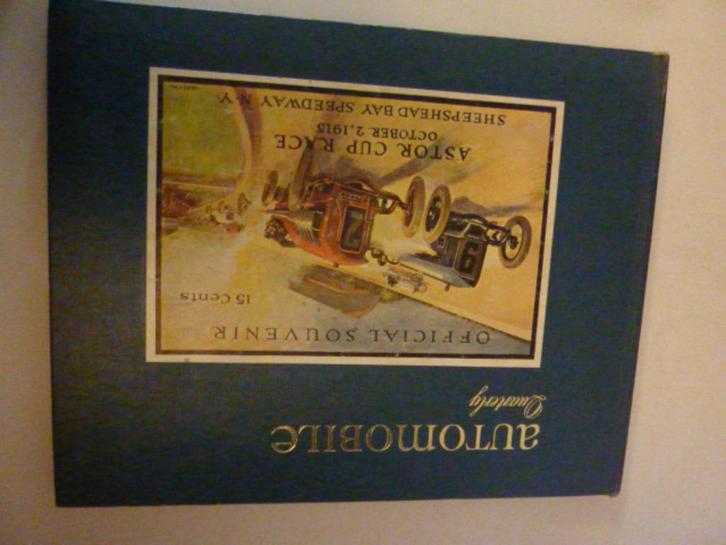 AUTOMOBILE
Quarterly
OFFICIAL SOUVENIR
15 Cents
ASTOR CUP RACE
OCTOBER 2, 1915
SHEEPSHEAD BAY SPEEDWAY N.Y.